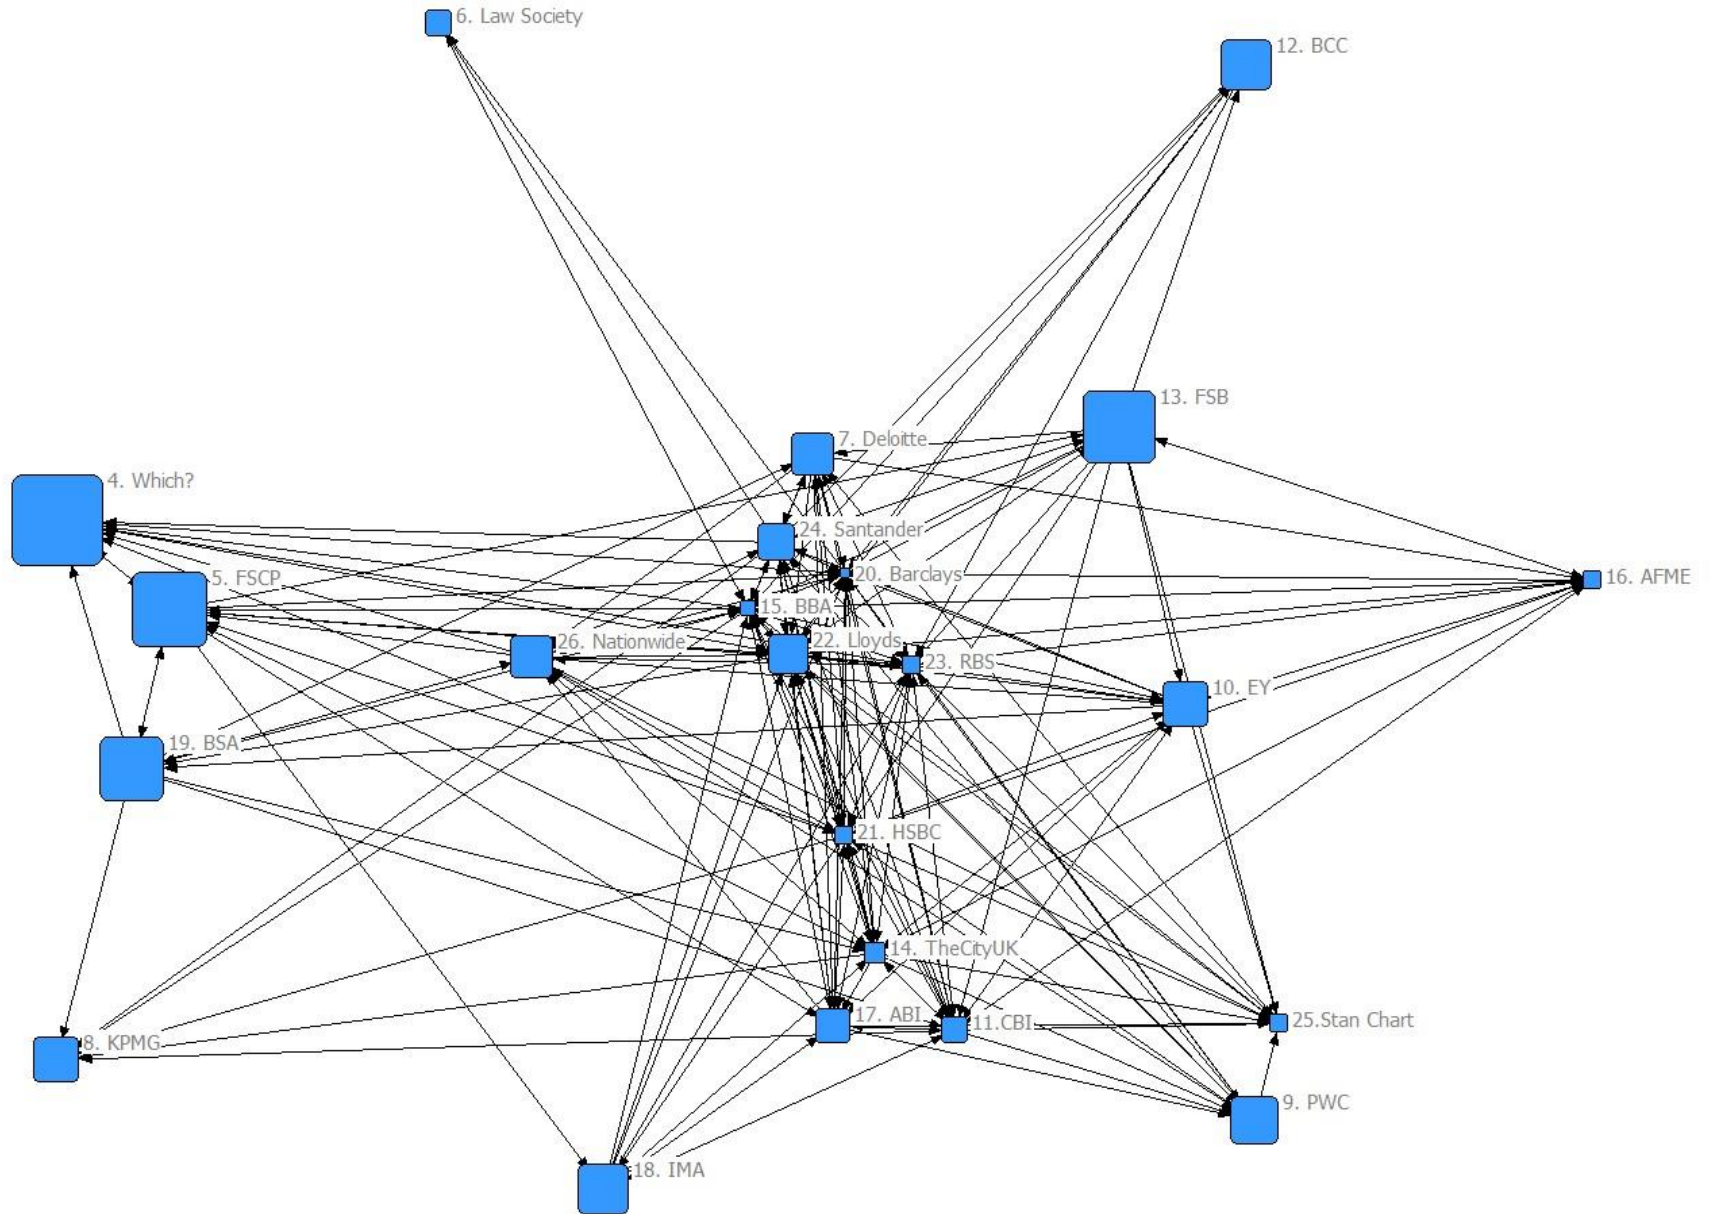 6. Law Society
12. BCC
13. FSB
7. Deloitte
4. Which?
24. Santander
5. FSCP
20. Barclays
16. AFME
15. BBA
26. Nationwide
22. Lloyds
23. RBS
10. EY
19. BSA
21. HSBC
14. TheCityUK
17. ABI
11.CBI
25.Stan Chart
8. KPMG
9. PWC
18. IMA